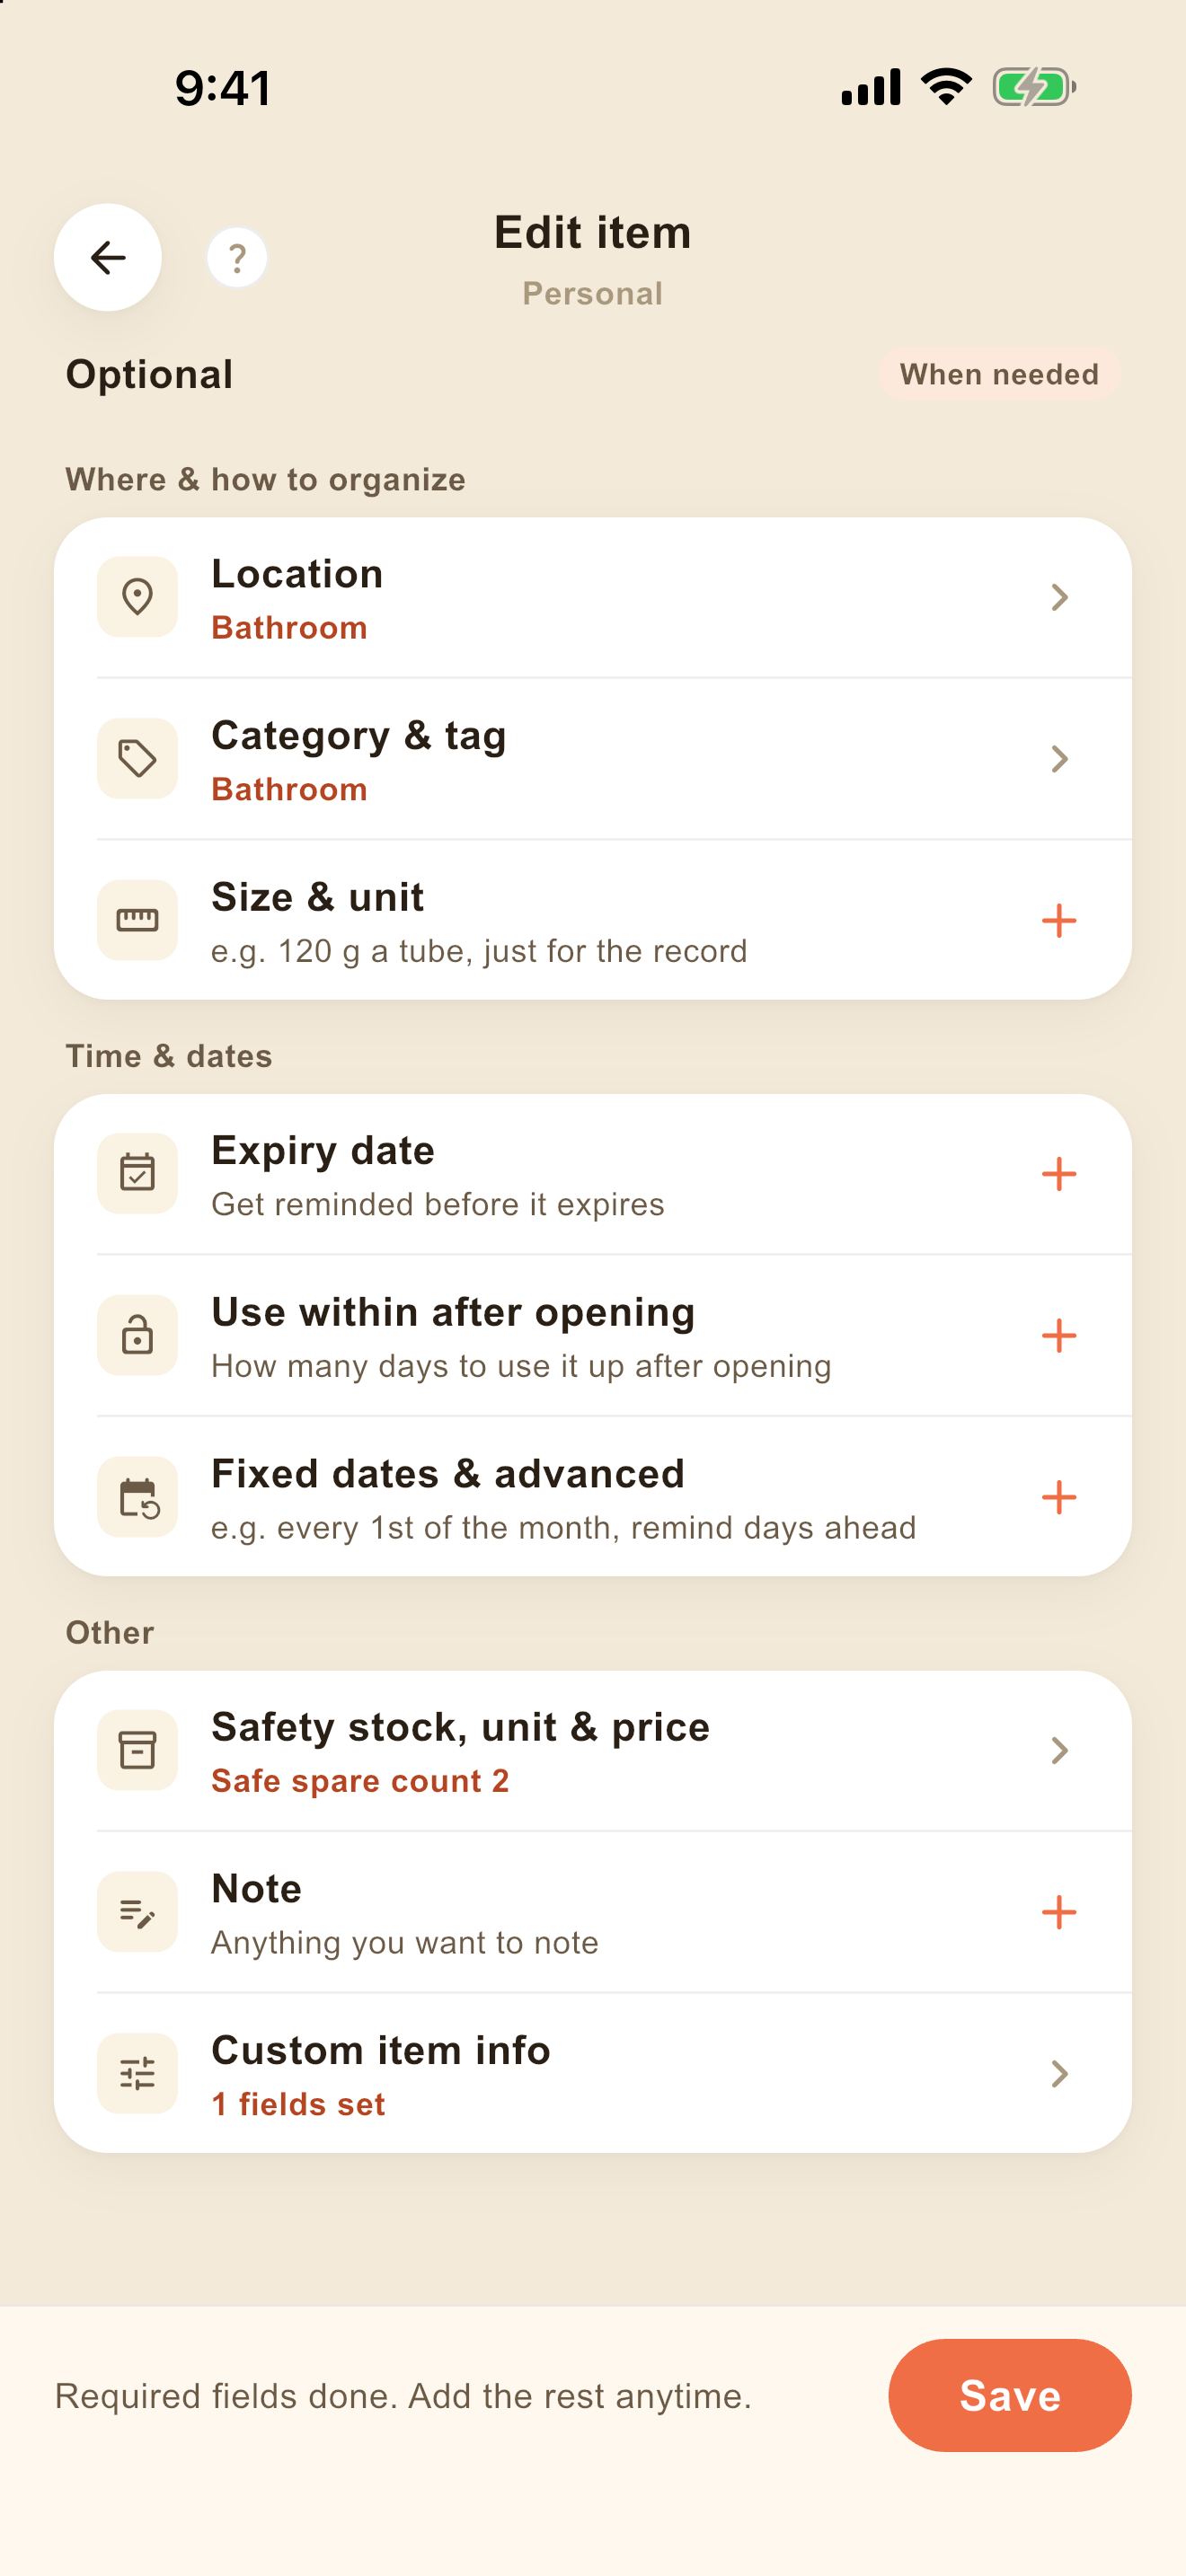 9:41
?
Edit item
Personal
Optional
When needed
Where & how to organize
Location
Bathroom
Category & tag
Bathroom
Size & unit
e.g. 120 g a tube, just for the record
Time & dates
Expiry date
Get reminded before it expires
Use within after opening
How many days to use it up after opening
Fixed dates & advanced
e.g. every 1st of the month, remind days ahead
Other
Safety stock, unit & price
Safe spare count 2
Note
Anything you want to note
Custom item info
1 fields set
Required fields done. Add the rest anytime.
Save